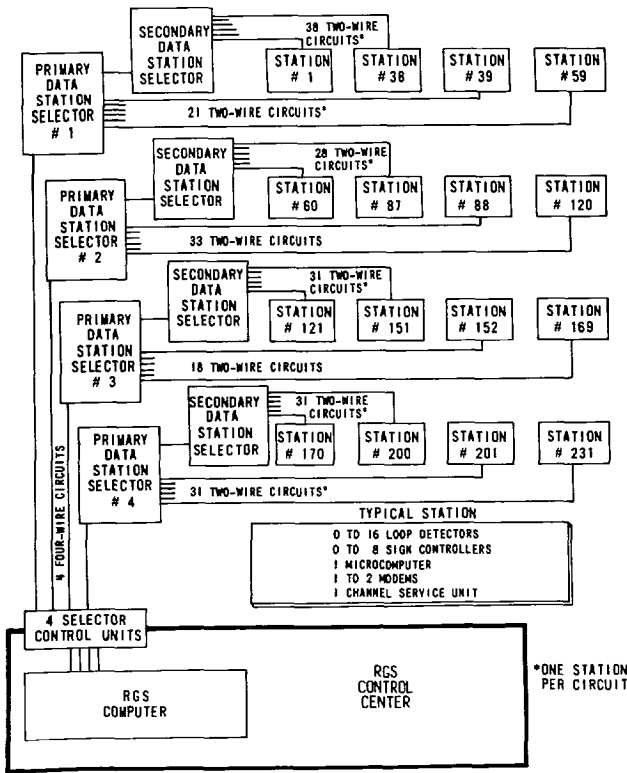 SECONDARY
DATA
STATION
SELECTOR
38 TWO-WIRE
CIRCUITS*
STATION
# 1
STATION
# 38
STATION
# 39
STATION
# 59
PRIMARY
DATA
STATION
SELECTOR
# 1
21 TWO-WIRE CIRCUITS*
SECONDARY
DATA
STATION
SELECTOR
28 TWO-WIRE
CIRCUITS*
STATION
# 60
STATION
# 87
STATION
# 88
STATION
# 120
PRIMARY
DATA
STATION
SELECTOR
# 2
33 TWO-WIRE CIRCUITS
SECONDARY
DATA
STATION
SELECTOR
31 TWO-WIRE
CIRCUITS*
STATION
# 121
STATION
# 151
STATION
# 152
STATION
# 169
PRIMARY
DATA
STATION
SELECTOR
# 3
18 TWO-WIRE CIRCUITS
SECONDARY
DATA
STATION
SELECTOR
31 TWO-WIRE
CIRCUITS*
STATION
# 170
STATION
# 200
STATION
# 201
STATION
# 231
PRIMARY
DATA
STATION
SELECTOR
# 4
31 TWO-WIRE CIRCUITS*
4 FOUR-WIRE CIRCUITS
TYPICAL STATION
0 TO 16 LOOP DETECTORS
0 TO 8 SIGN CONTROLLERS
1 MICROCOMPUTER
1 TO 2 MODEMS
1 CHANNEL SERVICE UNIT
4 SELECTOR
CONTROL UNITS
RGS
COMPUTER
RGS
CONTROL
CENTER
*ONE STATION
PER CIRCUIT